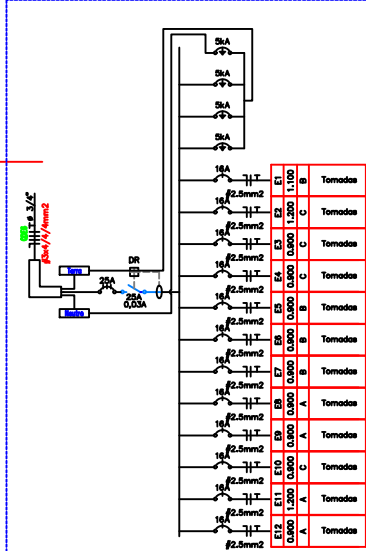 5kA
5kA
5kA
5kA
ø 3/4"
#3x4/4/4mm2
Terra
Neutro
25A
DR
25A
0,03A
16A
#2.5mm2
E1 1.100 B Tomadas
16A
#2.5mm2
E2 1.200 C Tomadas
16A
#2.5mm2
E3 0.900 C Tomadas
16A
#2.5mm2
E4 0.900 C Tomadas
16A
#2.5mm2
E5 0.900 B Tomadas
16A
#2.5mm2
E6 0.900 B Tomadas
16A
#2.5mm2
E7 0.900 B Tomadas
16A
#2.5mm2
E8 0.900 A Tomadas
16A
#2.5mm2
E9 0.900 A Tomadas
16A
#2.5mm2
E10 0.900 C Tomadas
16A
#2.5mm2
E11 1.200 A Tomadas
16A
#2.5mm2
E12 0.900 A Tomadas